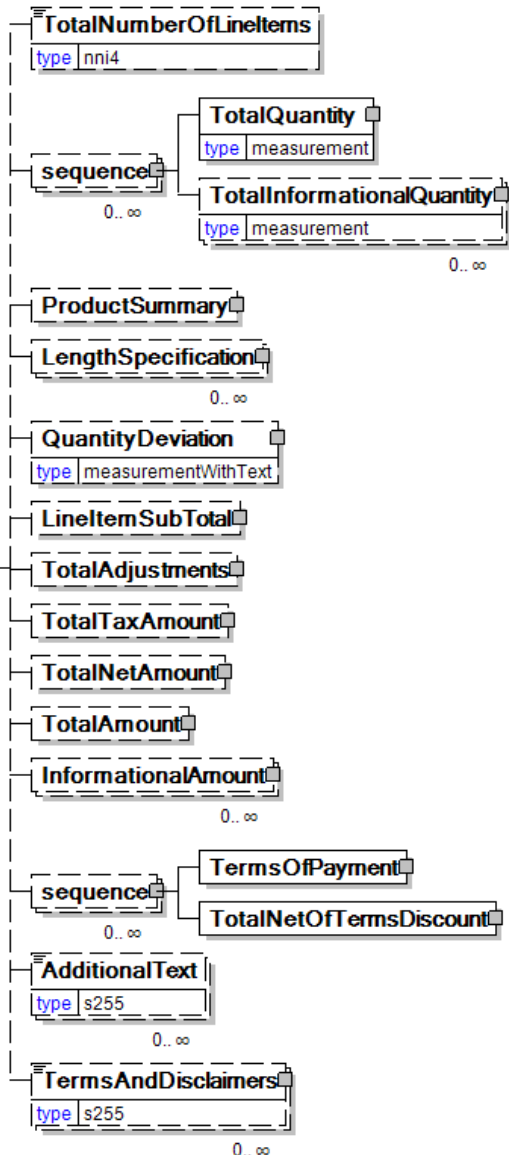 TotalNumberOfLineItems
type nni4
TotalQuantity
type measurement
sequence
0.. ∞
TotalInformationalQuantity
type measurement
0.. ∞
ProductSummary
LengthSpecification
0.. ∞
QuantityDeviation
type measurementWithText
LineItemSubTotal
TotalAdjustments
TotalTaxAmount
TotalNetAmount
TotalAmount
InformationalAmount
0.. ∞
TermsOfPayment
sequence
0.. ∞
TotalNetOfTermsDiscount
AdditionalText
type s255
0.. ∞
TermsAndDisclaimers
type s255
0.. ∞